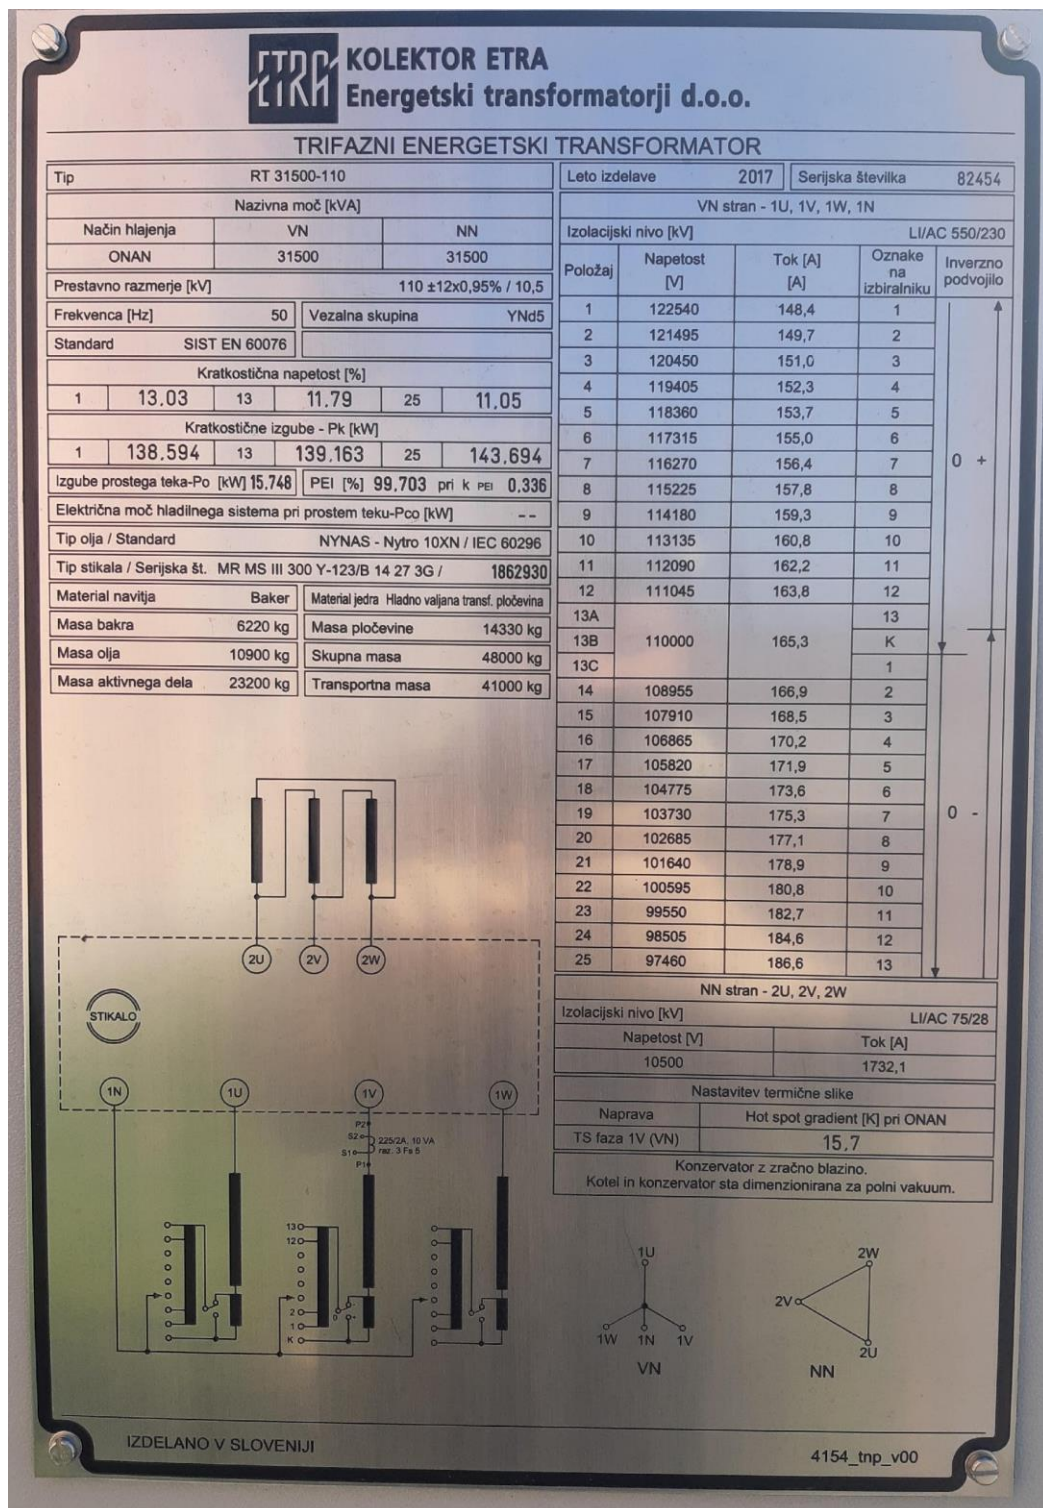 ETRA
KOLEKTOR ETRA
Energetski transformatorji d.o.o.
TRIFAZNI ENERGETSKI TRANSFORMATOR
Tip RT 31500-110
Nazivna moč [kVA]
Način hlajenja VN NN
ONAN 31500 31500
Prestavno razmerje [kV] 110 ±12x0,95% / 10,5
Frekvenca [Hz] 50 Vezalna skupina YNd5
Standard SIST EN 60076
Kratkostična napetost [%]
1 13.03 13 11.79 25 11.05
Kratkostične izgube - Pk [kW]
1 138.594 13 139.163 25 143,694
Izgube prostega teka-Po [kW] 15,748 PEI [%] 99,703 pri k PEI 0.336
Električna moč hladilnega sistema pri prostem teku-Pco [kW] --
Tip olja / Standard NYNAS - Nytro 10XN / IEC 60296
Tip stikala / Serijska št. MR MS III 300 Y-123/B 14 27 3G / 1862930
Material navitja Baker Material jedra Hladno valjana transf. pločevina
Masa bakra 6220 kg Masa pločevine 14330 kg
Masa olja 10900 kg Skupna masa 48000 kg
Masa aktivnega dela 23200 kg Transportna masa 41000 kg
Leto izdelave 2017 Serijska številka 82454
VN stran - 1U, 1V, 1W, 1N
Izolacijski nivo [kV] LI/AC 550/230
Položaj Napetost [V] Tok [A] [A] Oznake na izbiralniku Inverzno podvojilo
1 122540 148,4 1
2 121495 149,7 2
3 120450 151,0 3
4 119405 152,3 4
5 118360 153,7 5
6 117315 155,0 6
7 116270 156,4 7 0 +
8 115225 157,8 8
9 114180 159,3 9
10 113135 160,8 10
11 112090 162,2 11
12 111045 163,8 12
13A 13
13B 110000 165,3 K
13C 1
14 108955 166,9 2
15 107910 168,5 3
16 106865 170,2 4
17 105820 171,9 5
18 104775 173,6 6
19 103730 175,3 7 0 -
20 102685 177,1 8
21 101640 178,9 9
22 100595 180,8 10
23 99550 182,7 11
24 98505 184,6 12
25 97460 186,6 13
NN stran - 2U, 2V, 2W
Izolacijski nivo [kV] LI/AC 75/28
Napetost [V] Tok [A]
10500 1732,1
Nastavitev termične slike
Naprava Hot spot gradient [K] pri ONAN
TS faza 1V (VN) 15,7
Konzervator z zračno blazino.
Kotel in konzervator sta dimenzionirana za polni vakuum.
2U 2V 2W
STIKALO
1N 1U 1V 1W
P2
S2 225/2A, 10 VA
S1 raz. 3 Fs 5
P1
13
12
2
1 0 - +
K
1U
1W 1N 1V
VN
2W
2V
2U
NN
IZDELANO V SLOVENIJI
4154_tnp_v00